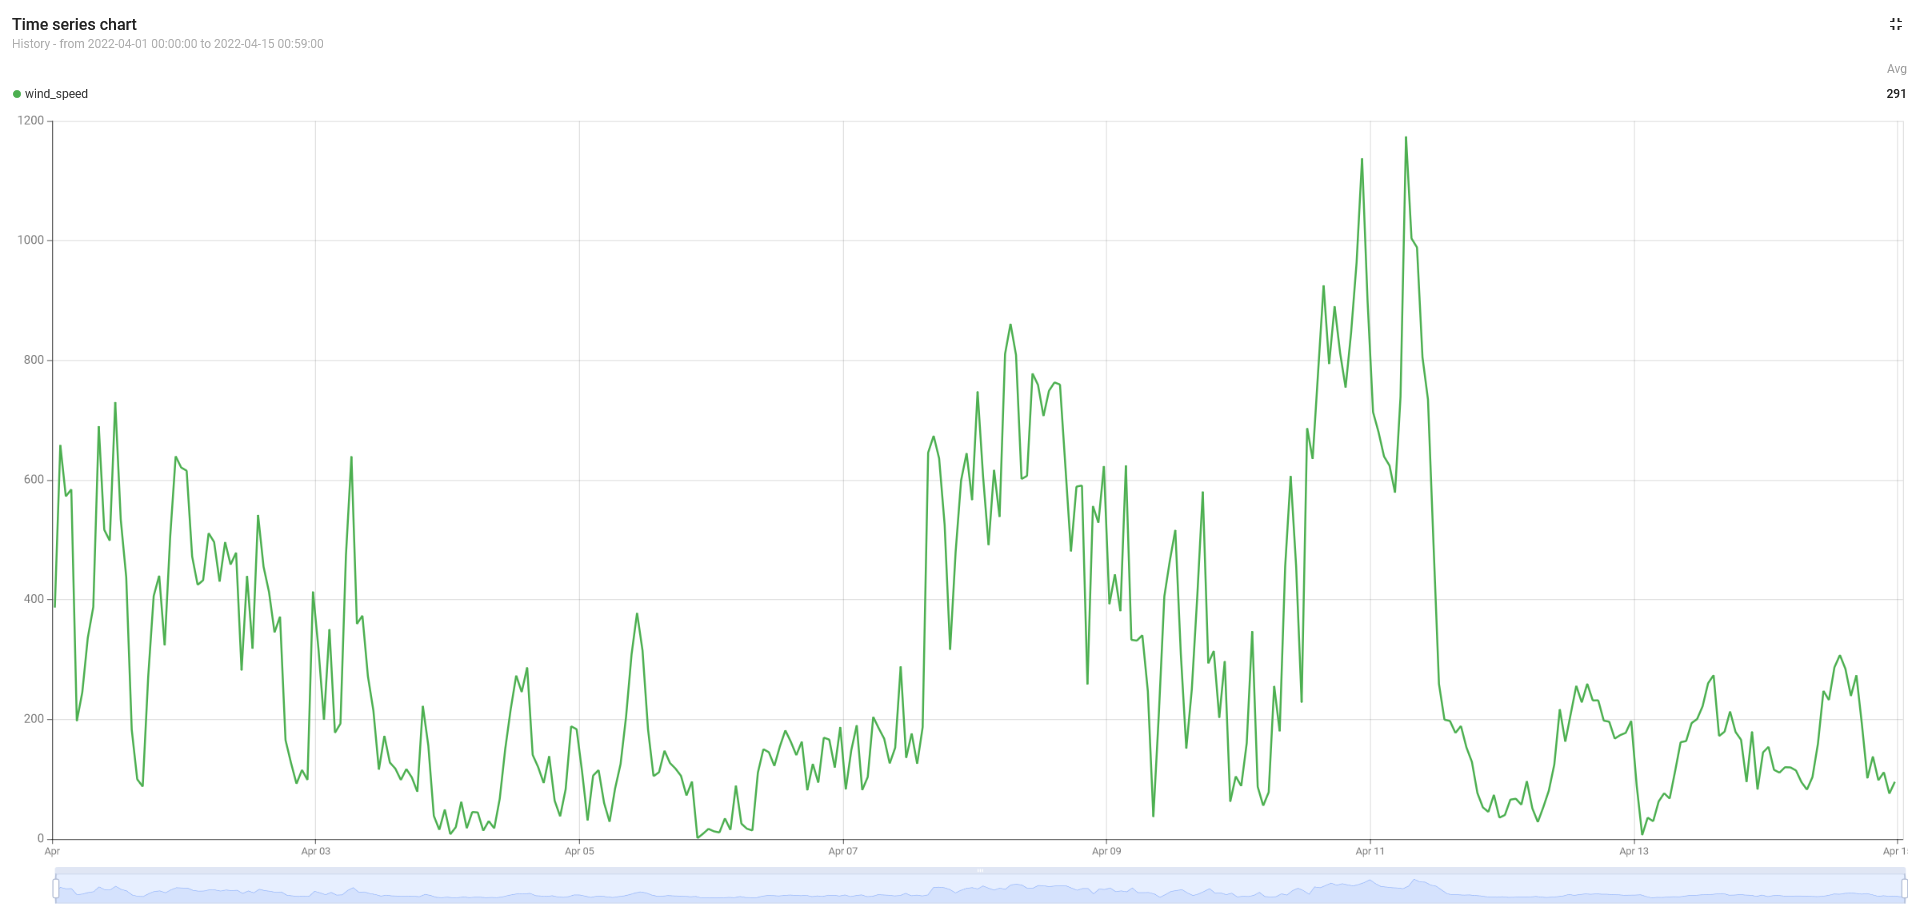 Time series chart
History - from 2022-04-01 00:00:00 to 2022-04-15 00:59:00
Avg
wind_speed 291
1200
1000
800
600
400
200
0
Apr Apr 03 Apr 05 Apr 07 Apr 09 Apr 11 Apr 13 Apr 1